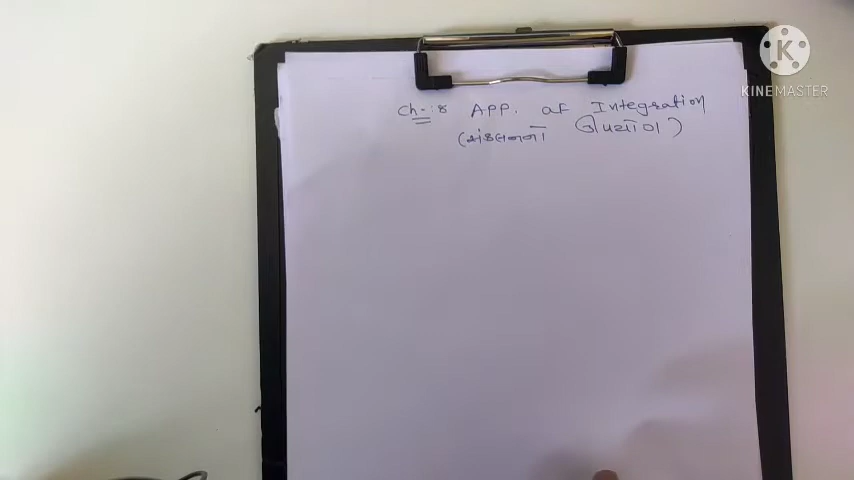 Ch-:8 APP. of Integration
(સંકલનનો ઉપયોગ)
K
KINEMASTER